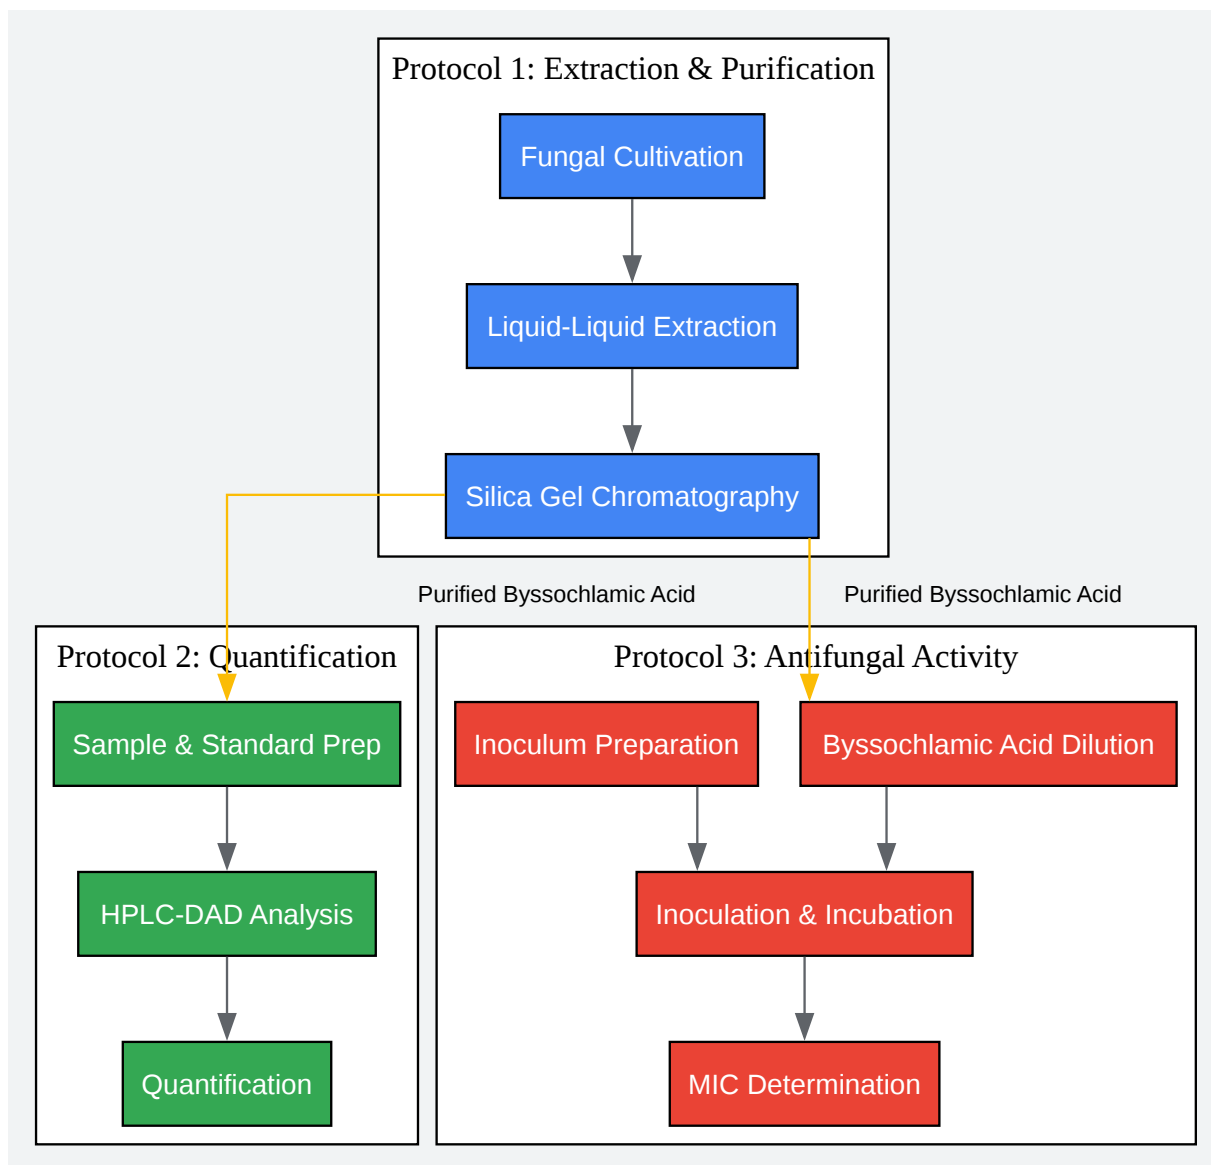 Protocol 1: Extraction & Purification
Fungal Cultivation
Liquid-Liquid Extraction
Silica Gel Chromatography
Purified Byssochlamic Acid
Purified Byssochlamic Acid
Protocol 2: Quantification
Sample & Standard Prep
HPLC-DAD Analysis
Quantification
Protocol 3: Antifungal Activity
Inoculum Preparation
Byssochlamic Acid Dilution
Inoculation & Incubation
MIC Determination